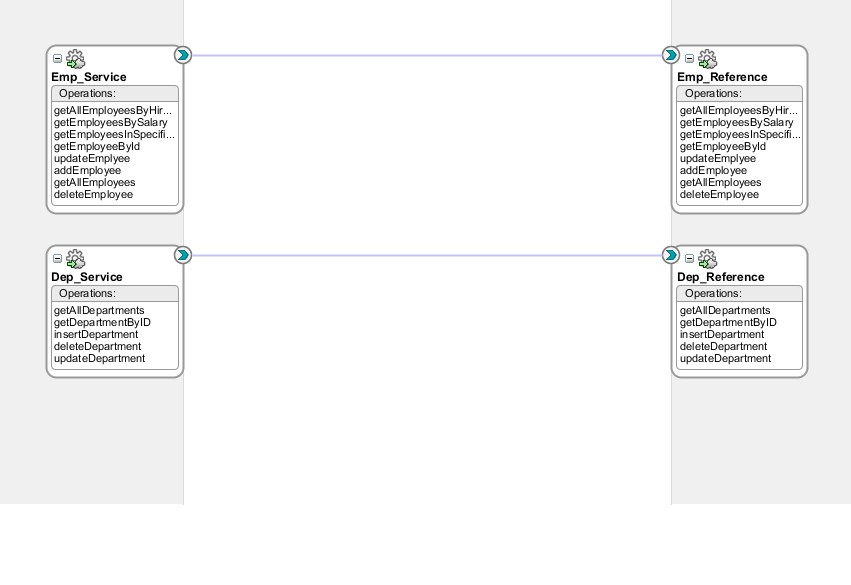 Emp_Service
Operations:
getAllEmployeesByHir...
getEmployeesBySalary
getEmployeesInSpecifi...
getEmployeeById
updateEmplyee
addEmployee
getAllEmployees
deleteEmployee
Emp_Reference
Operations:
getAllEmployeesByHir...
getEmployeesBySalary
getEmployeesInSpecifi...
getEmployeeById
updateEmplyee
addEmployee
getAllEmployees
deleteEmployee
Dep_Service
Operations:
getAllDepartments
getDepartmentByID
insertDepartment
deleteDepartment
updateDepartment
Dep_Reference
Operations:
getAllDepartments
getDepartmentByID
insertDepartment
deleteDepartment
updateDepartment